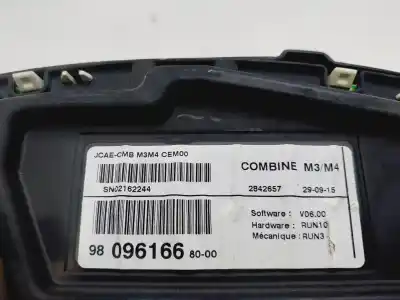 JCAE-CMB M3M4 CEM00
COMBINE M3/M4
SN02162244
2842657 29-09-15
Software : V06.00
Hardware : RUN10
Mécanique : RUN3
98 096166 80-00